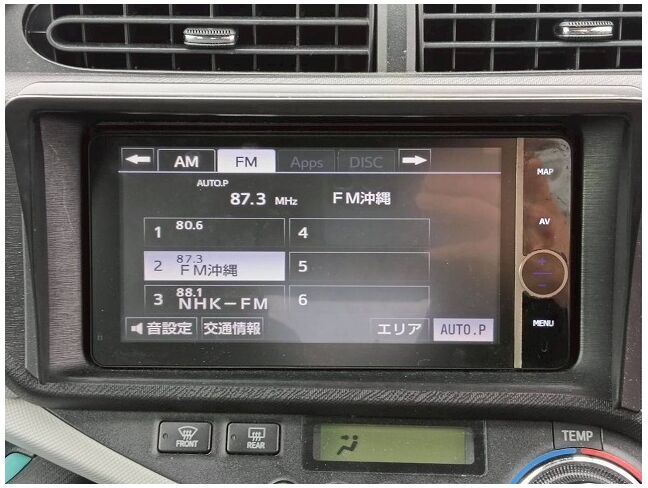 AM FM Apps DISC
MAP
AUTO.P
87.3 MHz FM沖縄
AV
1 80.6
4
2 87.3 FM沖縄
5
+
-
3 88.1 NHK-FM
6
音設定 交通情報 エリア AUTO.P
MENU
FRONT REAR
TEMP